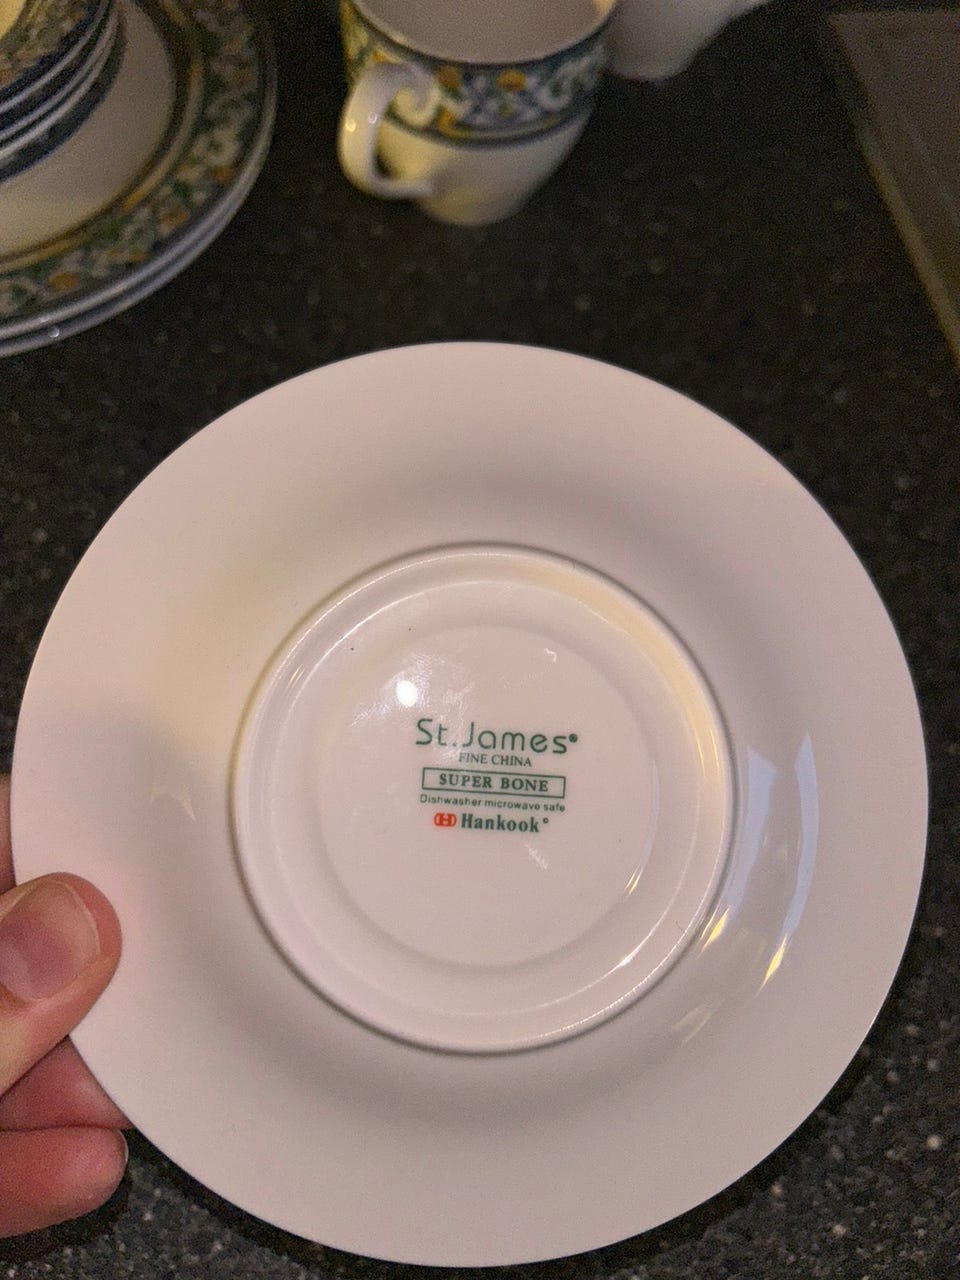 St. James®
FINE CHINA
SUPER BONE
Dishwasher microwave safe
Hankook®